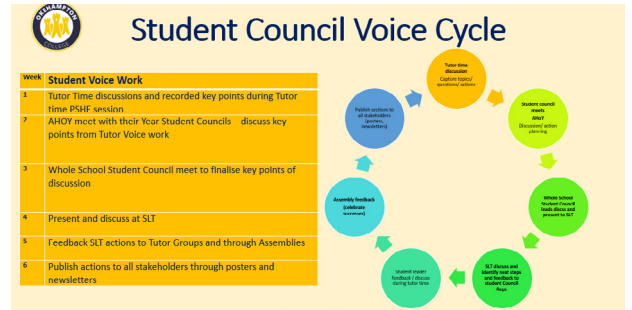 OKEHAMPTON
COLLEGE
Student Council Voice Cycle
Week Student Voice Work
1 Tutor Time discussions and recorded key points during Tutor
time PSHE session
2 AHOY meet with their Year Student Councils discuss key
points from Tutor Voice work
3 Whole School Student Council meet to finalise key points of
discussion
4 Present and discuss at SLT
5 Feedback SLT actions to Tutor Groups and through Assemblies
6 Publish actions to all stakeholders through posters and
newsletters
Tutor time
discussion
Capture topics/
questions/ actions
Student council
meets
AHoY
Discussion/ action
planning
Whole School
Student Council
leads discus and
present to SLT
SLT discuss and
identify next steps
and feedback to
student Council
Reps
Student leader
feedback / discuss
during tutor time
Assembly feedback
(celebrate
successes)
Publish actions to
all stakeholders
(posters,
newsletters)